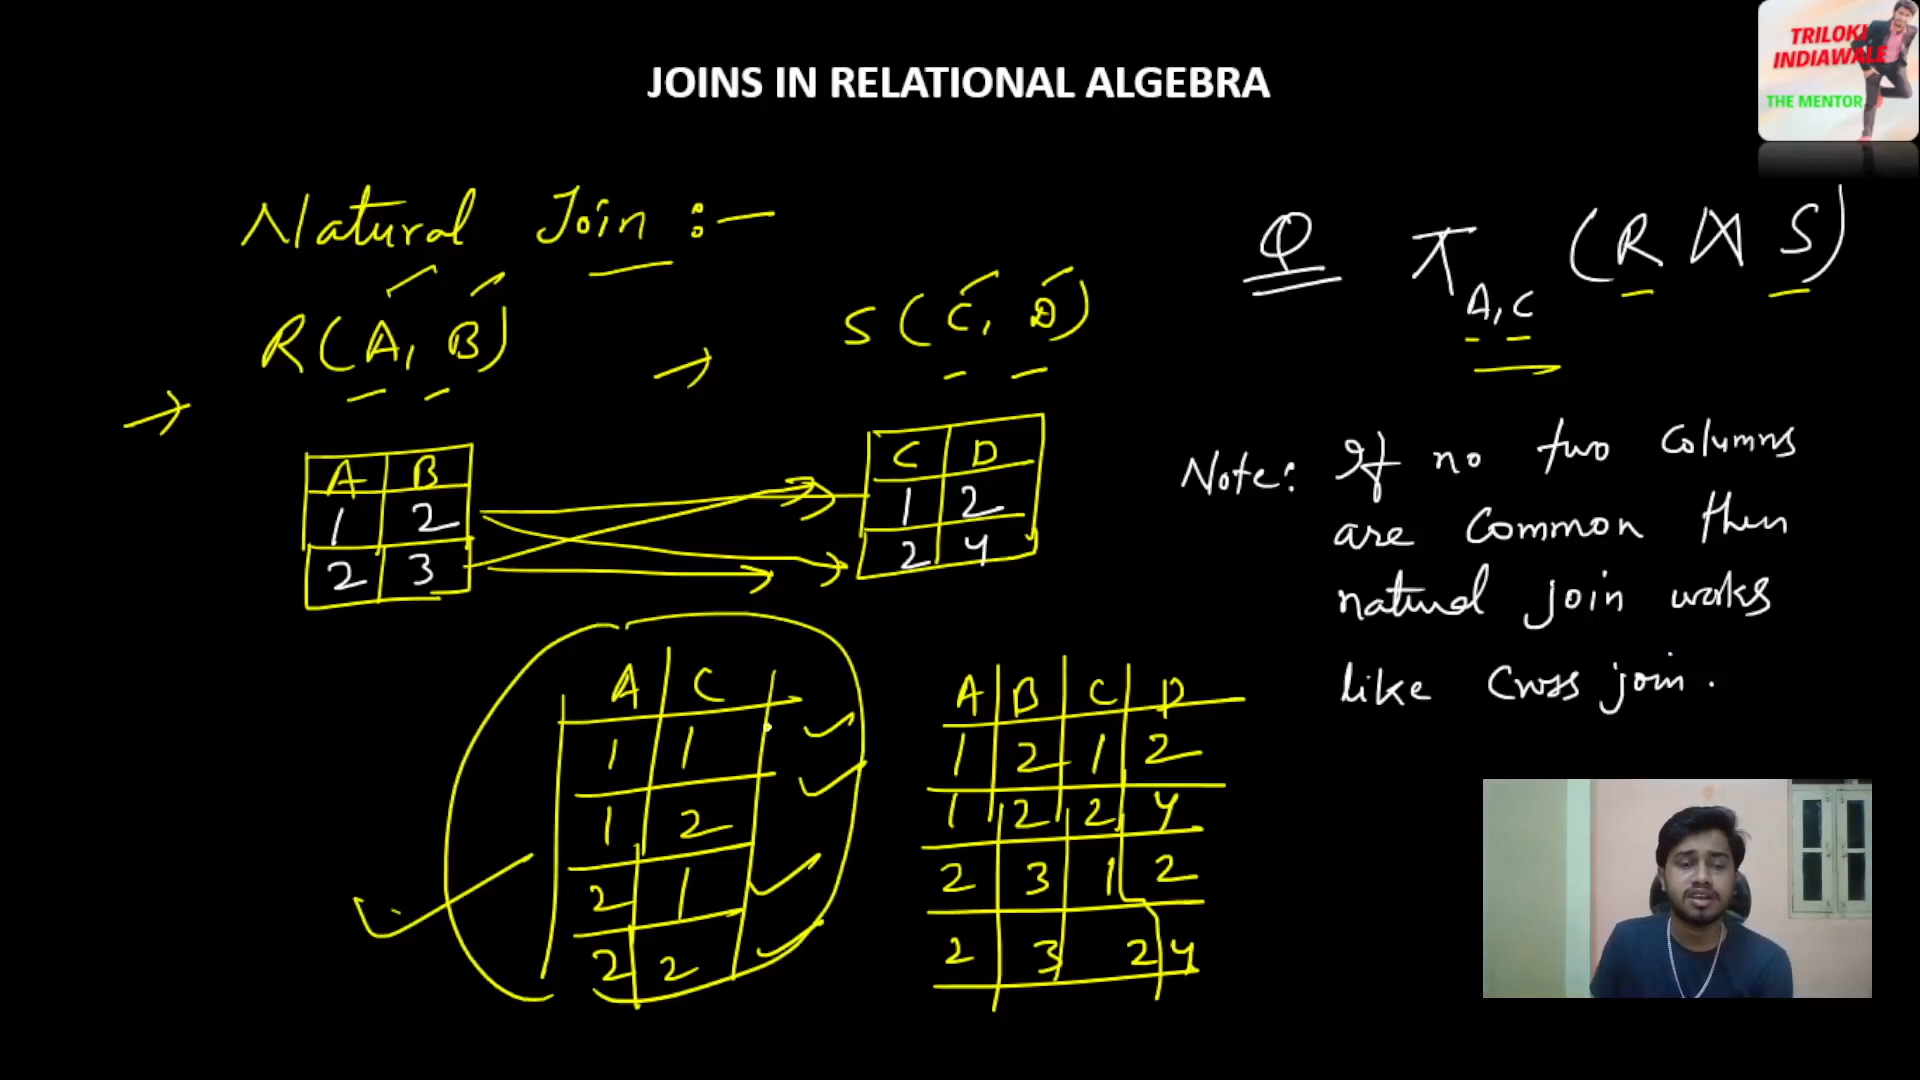 JOINS IN RELATIONAL ALGEBRA
TRILOKI
INDIAWALE
THE MENTOR
Natural Join :-
R(A, B)
S(C, D)
A B
1 2
2 3
C D
1 2
2 4
A C
1 1
1 2
2 1
2 2
A B C D
1 2 1 2
1 2 2 4
2 3 1 2
2 3 2 4
Q π A,C (R ⋈ S)
Note: If no two columns
are common then
natural join works
like cross join.